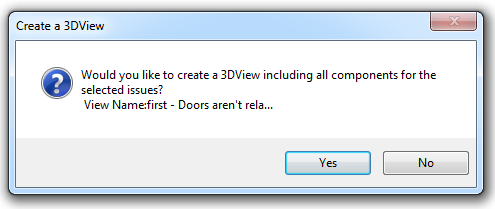 Create a 3DView
Would you like to create a 3DView including all components for the
selected issues?
View Name:first - Doors aren't rela...
Yes
No